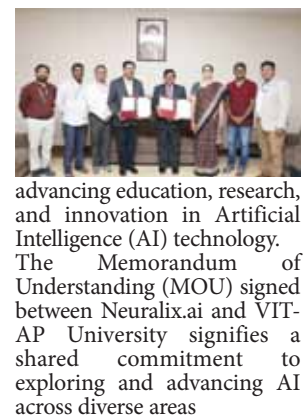 advancing education, research,
and innovation in Artificial
Intelligence (AI) technology.
The Memorandum of
Understanding (MOU) signed
between Neuralix.ai and VIT-
AP University signifies a
shared commitment to
exploring and advancing AI
across diverse areas